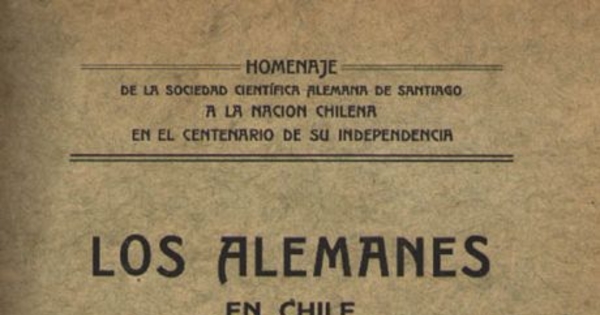 HOMENAJE
DE LA SOCIEDAD CIENTÍFICA ALEMANA DE SANTIAGO
A LA NACION CHILENA
EN EL CENTENARIO DE SU INDEPENDENCIA
LOS ALEMANES
EN CHILE